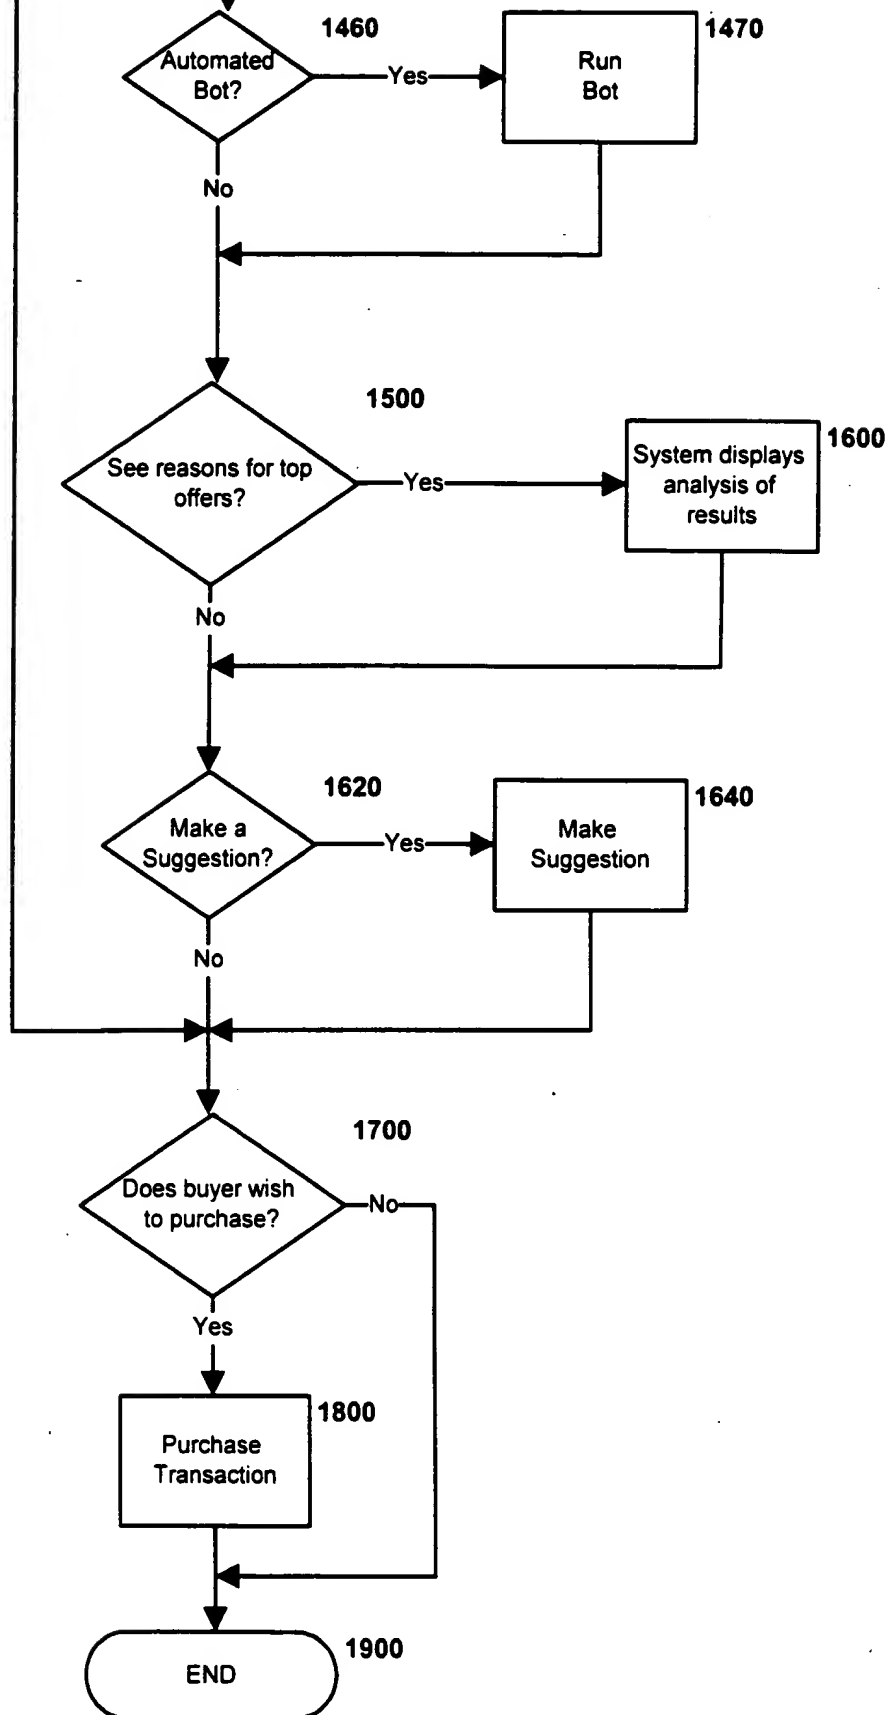 1460
1470
Automated
Bot?
Yes
Run
Bot
No
1500
1600
See reasons for top
offers?
Yes
System displays
analysis of
results
No
1620
1640
Make a
Suggestion?
Yes
Make
Suggestion
No
1700
Does buyer wish
to purchase?
No
Yes
1800
Purchase
Transaction
1900
END